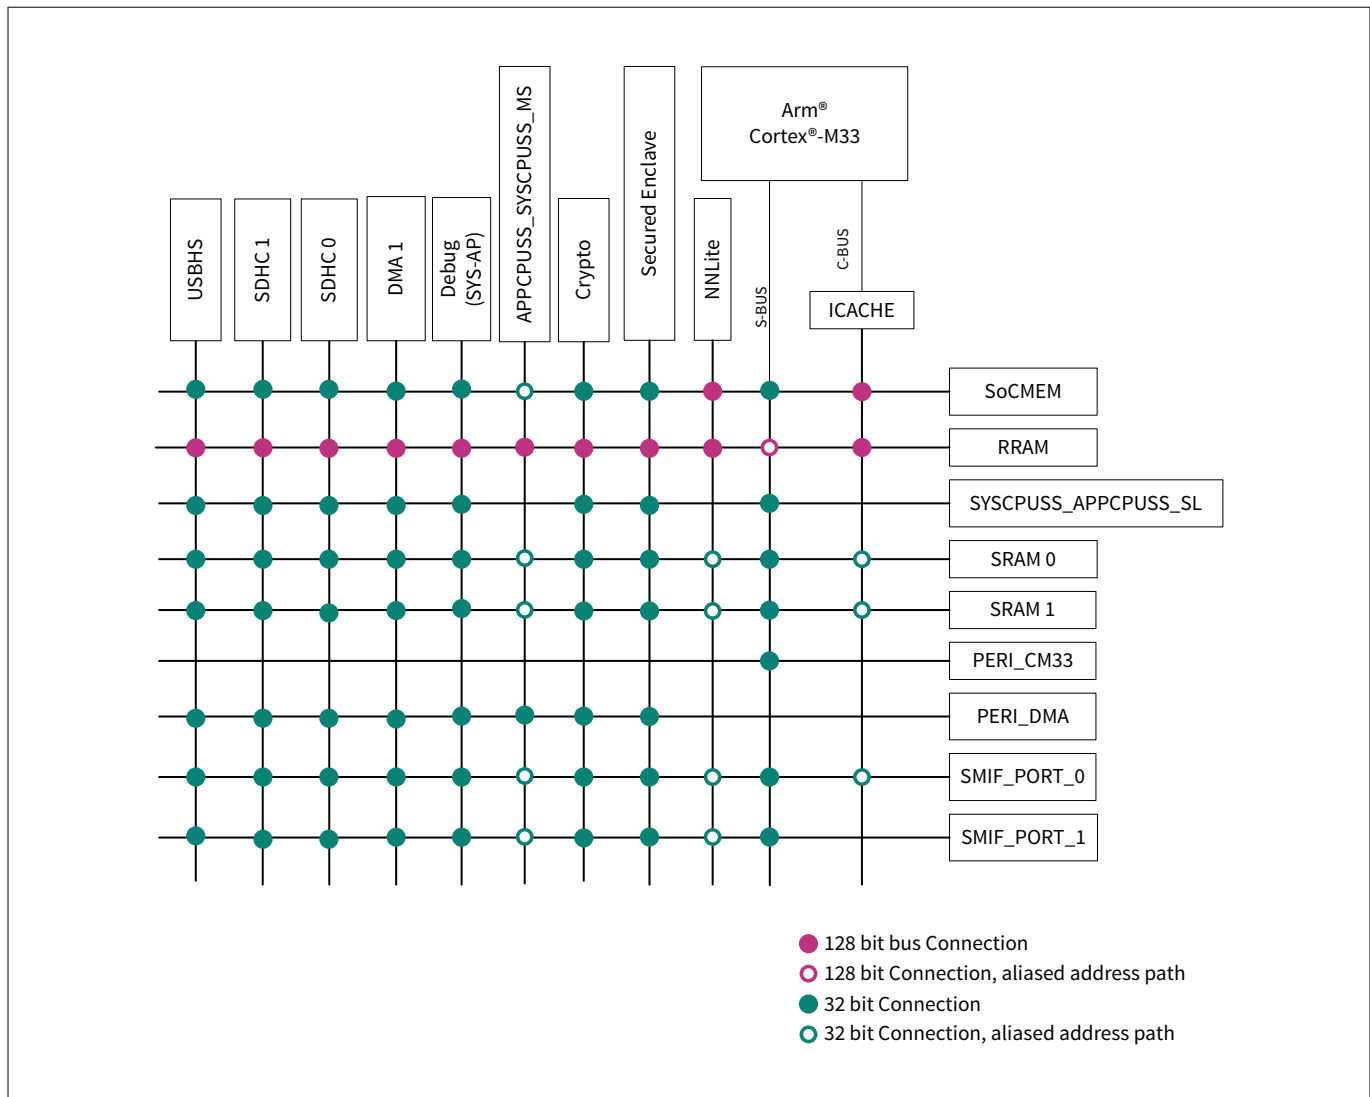 Arm®
Cortex®-M33
USBHS
SDHC 1
SDHC 0
DMA 1
Debug
(SYS-AP)
APPCPUSS_SYSCPUSS_MS
Crypto
Secured Enclave
NNLite
S-BUS
C-BUS
ICACHE
SoCMEM
RRAM
SYSCPUSS_APPCPUSS_SL
SRAM 0
SRAM 1
PERI_CM33
PERI_DMA
SMIF_PORT_0
SMIF_PORT_1
128 bit bus Connection
128 bit Connection, aliased address path
32 bit Connection
32 bit Connection, aliased address path